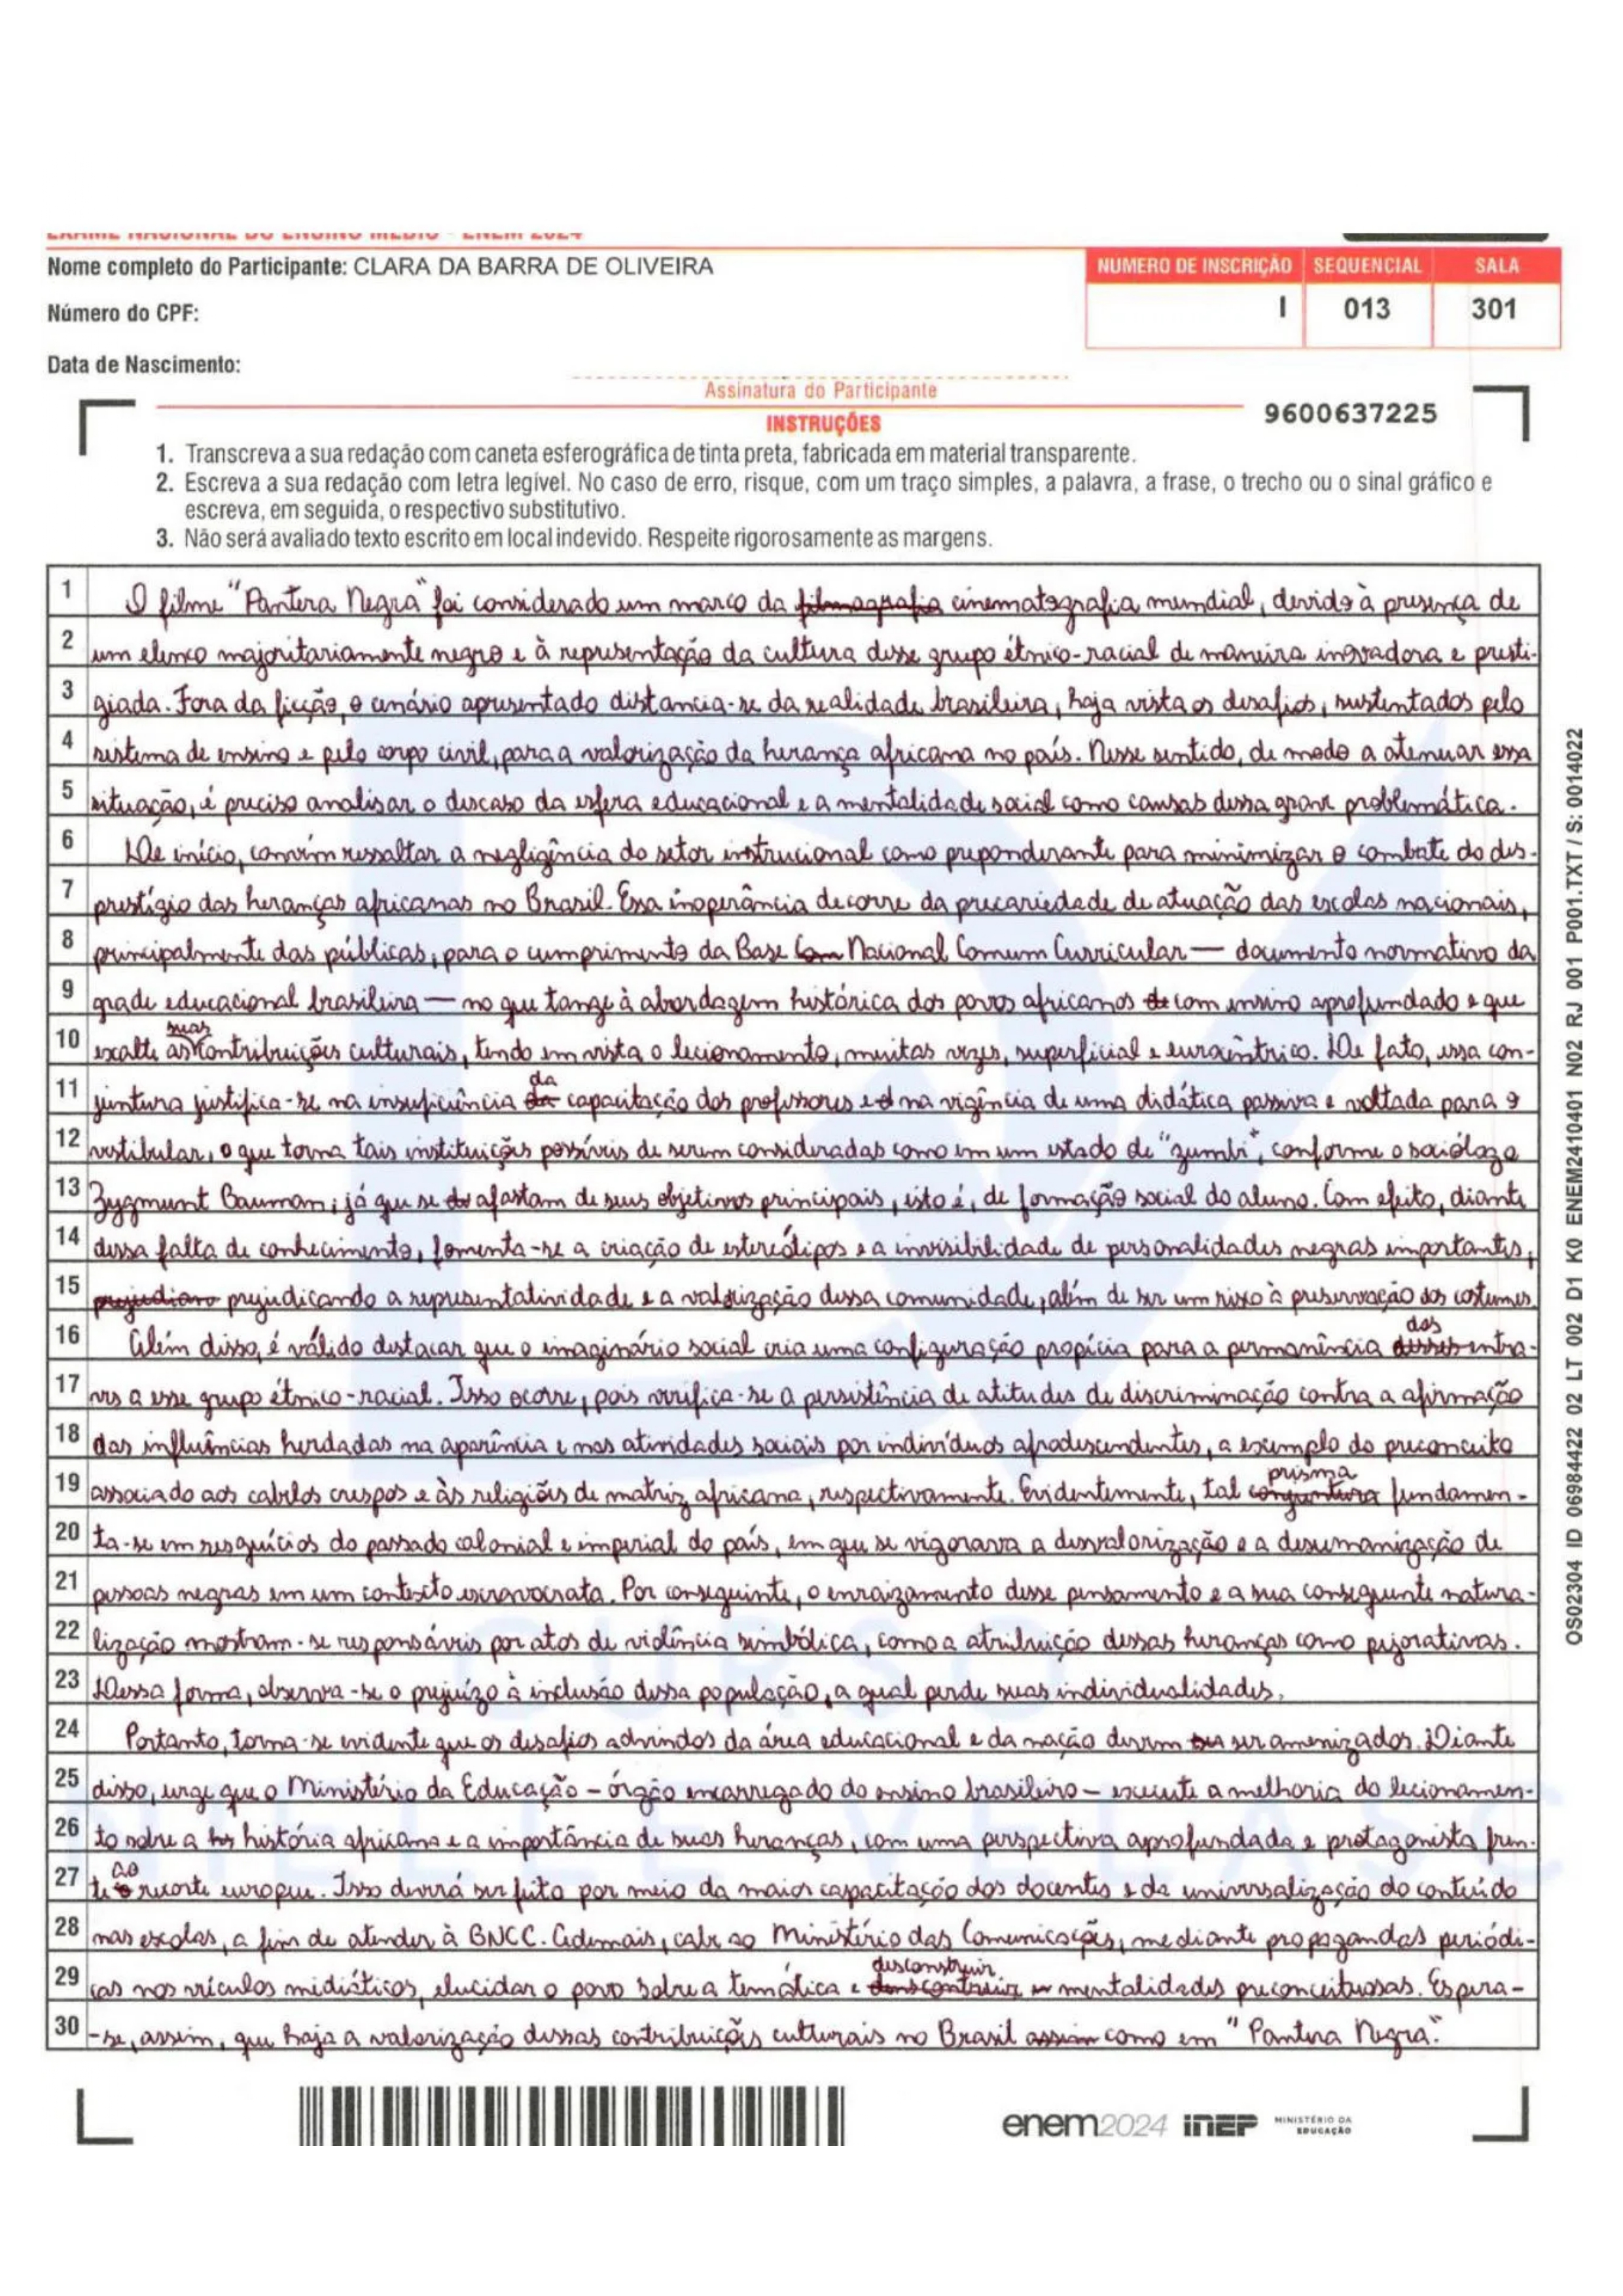 EXAME NACIONAL DO ENSINO MÉDIO - ENEM 2024
Nome completo do Participante: CLARA DA BARRA DE OLIVEIRA
NUMERO DE INSCRIÇÃO SEQUENCIAL SALA
Número do CPF:
I 013 301
Data de Nascimento:
Assinatura do Participante
INSTRUÇÕES
9600637225
1. Transcreva a sua redação com caneta esferográfica de tinta preta, fabricada em material transparente.
2. Escreva a sua redação com letra legível. No caso de erro, risque, com um traço simples, a palavra, a frase, o trecho ou o sinal gráfico e
escreva, em seguida, o respectivo substitutivo.
3. Não será avaliado texto escrito em local indevido. Respeite rigorosamente as margens.
1 O filme "Pantera Negra" foi considerado um marco da filmografia cinematografia mundial, devido à presença de
2 um elenco majoritariamente negro e à representação da cultura desse grupo étnico-racial de maneira inovadora e presti-
3 giada. Fora da ficção, o cenário apresentado distancia-se da realidade brasileira, haja vista os desafios, sustentados pelo
4 sistema de ensino e pelo corpo civil, para a valorização da herança africana no país. Nesse sentido, de modo a atenuar essa
5 situação, é preciso analisar o descaso da esfera educacional e a mentalidade social como causas dessa grave problemática.
6 De início, convém ressaltar a negligência do setor instrucional como preponderante para minimizar o combate do des-
7 prestígio das heranças africanas no Brasil. Essa inoperância decorre da precariedade de atuação das escolas nacionais,
8 principalmente das públicas, para o cumprimento da Base Com Nacional Comum Curricular — documento normativo da
9 grade educacional brasileira — no que tange à abordagem histórica dos povos africanos de com ensino aprofundado e que
10 exalte as suas contribuições culturais, tendo em vista o lecionamento, muitas vezes, superficial e eurocêntrico. De fato, essa con-
11 juntura justifica-se na insuficiência da capacitação dos professores e na vigência de uma didática passiva e voltada para o
12 vestibular, o que torna tais instituições possíveis de serem consideradas como em um estado de "zumbi", conforme o sociólogo
13 Zygmunt Bauman, já que se afastam de seus objetivos principais, isto é, de formação social do aluno. Com efeito, diante
14 dessa falta de conhecimento, fomenta-se a criação de estereótipos e a invisibilidade de personalidades negras importantes,
15 prejudiano prejudicando a representatividade e a valorização dessa comunidade, além de ser um risco à preservação dos costumes.
16 Além disso, é válido destacar que o imaginário social cria uma configuração propícia para a permanência desses dos entra-
17 ves a esse grupo étnico-racial. Isso ocorre, pois verifica-se a persistência de atitudes de discriminação contra a afirmação
18 das influências herdadas na aparência e nas atividades sociais por indivíduos afrodescendentes, a exemplo do preconceito
19 associado aos cabelos crespos e às religiões de matriz africana, respectivamente. Evidentemente, tal conjuntura prisma fundamen-
20 ta-se em resquícios do passado colonial e imperial do país, em que se vigorava a desvalorização e a desumanização de
21 pessoas negras em um contexto escravocrata. Por conseguinte, o enraizamento desse pensamento e a sua conseguinte natura-
22 lização mostram-se responsáveis por atos de violência simbólica, como a atribuição dessas heranças como pejorativas.
23 Dessa forma, observa-se o prejuízo à inclusão dessa população, a qual perde suas individualidades.
24 Portanto, torna-se evidente que os desafios advindos da área educacional e da nação devem ser amenizados. Diante
25 disso, urge que o Ministério da Educação – órgão encarregado do ensino brasileiro – execute a melhoria do lecionamen-
26 to sobre a história africana e a importância de suas heranças, com uma perspectiva aprofundada e protagonista fren-
27 te ao recorte europeu. Isso deverá ser feito por meio da maior capacitação dos docentes e da universalização do conteúdo
28 nas escolas, a fim de atender à BNCC. Ademais, cabe ao Ministério das Comunicações, mediante propagandas periódi-
29 cas nos veículos midiáticos, elucidar o povo sobre a temática e desconstruir mentalidades preconceituosas. Espera-
30 -se, assim, que haja a valorização dessas contribuições culturais no Brasil assim como em "Pantera Negra".
QS02304 ID 06984422 02 LT 002 D1 K0 ENEM2410401 N02 RJ 001 P001.TXT / S: 0014022
CURSO
enem2024 inep MINISTÉRIO DA
EDUCAÇÃO